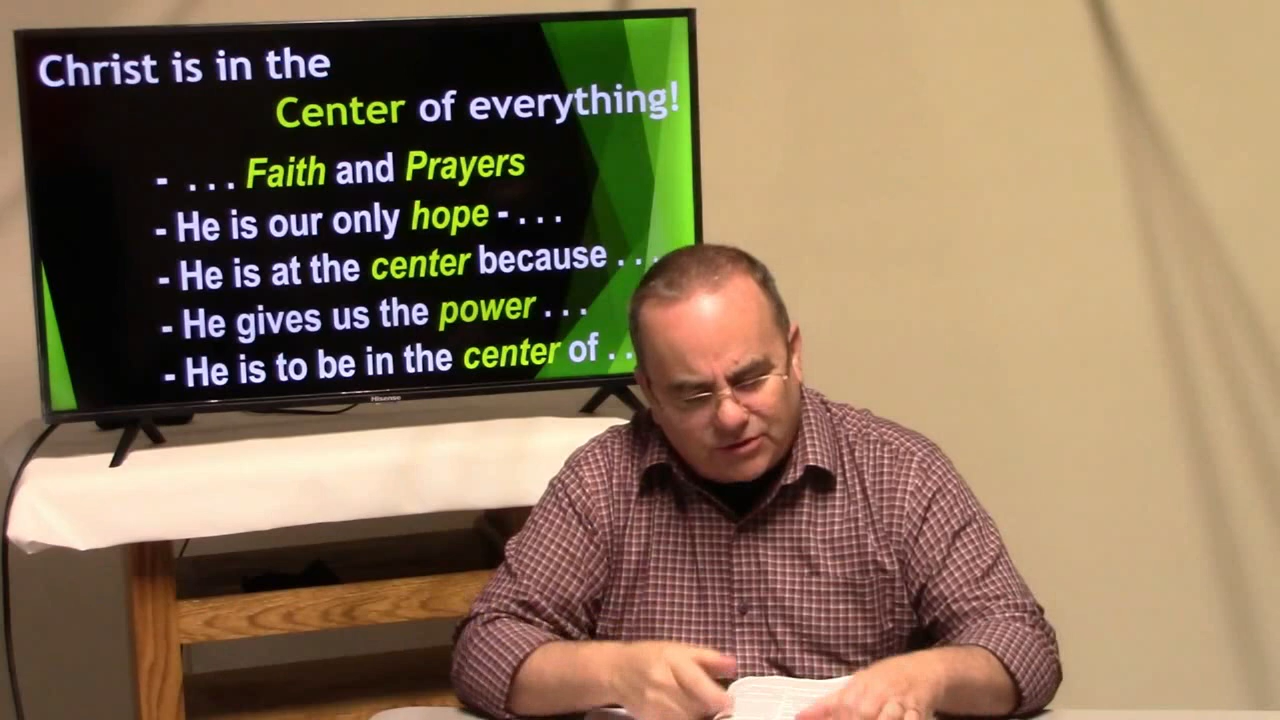 Christ is in the
Center of everything!
- . . . Faith and Prayers
- He is our only hope - . . .
- He is at the center because . . .
- He gives us the power . . .
- He is to be in the center of . .
Hisense